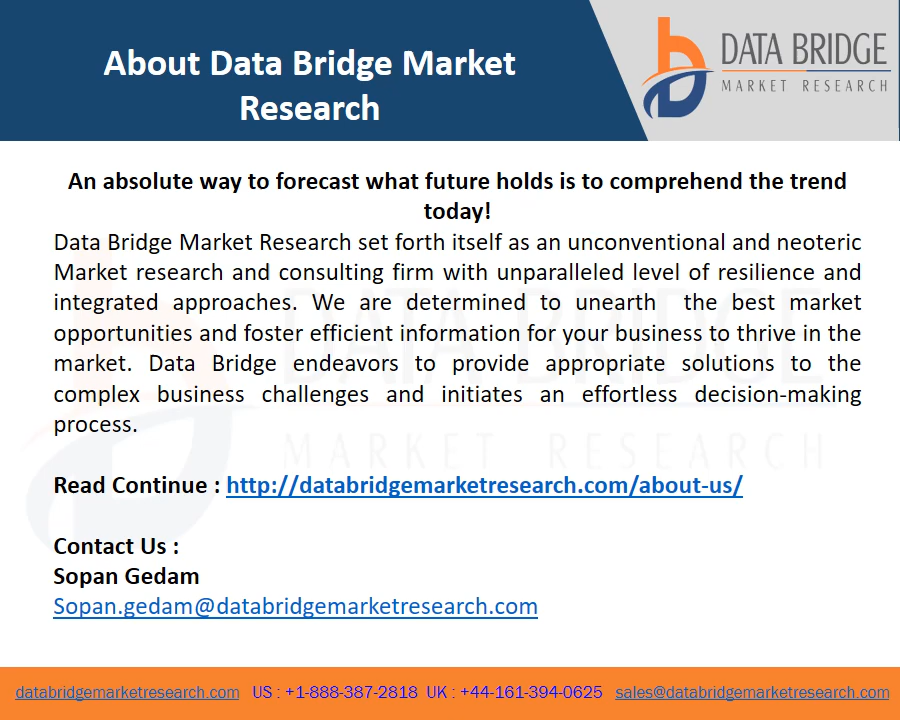 About Data Bridge Market
Research
DATA BRIDGE
MARKET RESEARCH
An absolute way to forecast what future holds is to comprehend the trend
today!
Data Bridge Market Research set forth itself as an unconventional and neoteric
Market research and consulting firm with unparalleled level of resilience and
integrated approaches. We are determined to unearth the best market
opportunities and foster efficient information for your business to thrive in the
market. Data Bridge endeavors to provide appropriate solutions to the
complex business challenges and initiates an effortless decision-making
process.
DATA BRIDGE
MARKET RESEARCH
Read Continue : http://databridgemarketresearch.com/about-us/
Contact Us :
Sopan Gedam
Sopan.gedam@databridgemarketresearch.com
databridgemarketresearch.com US : +1-888-387-2818 UK : +44-161-394-0625 sales@databridgemarketresearch.com